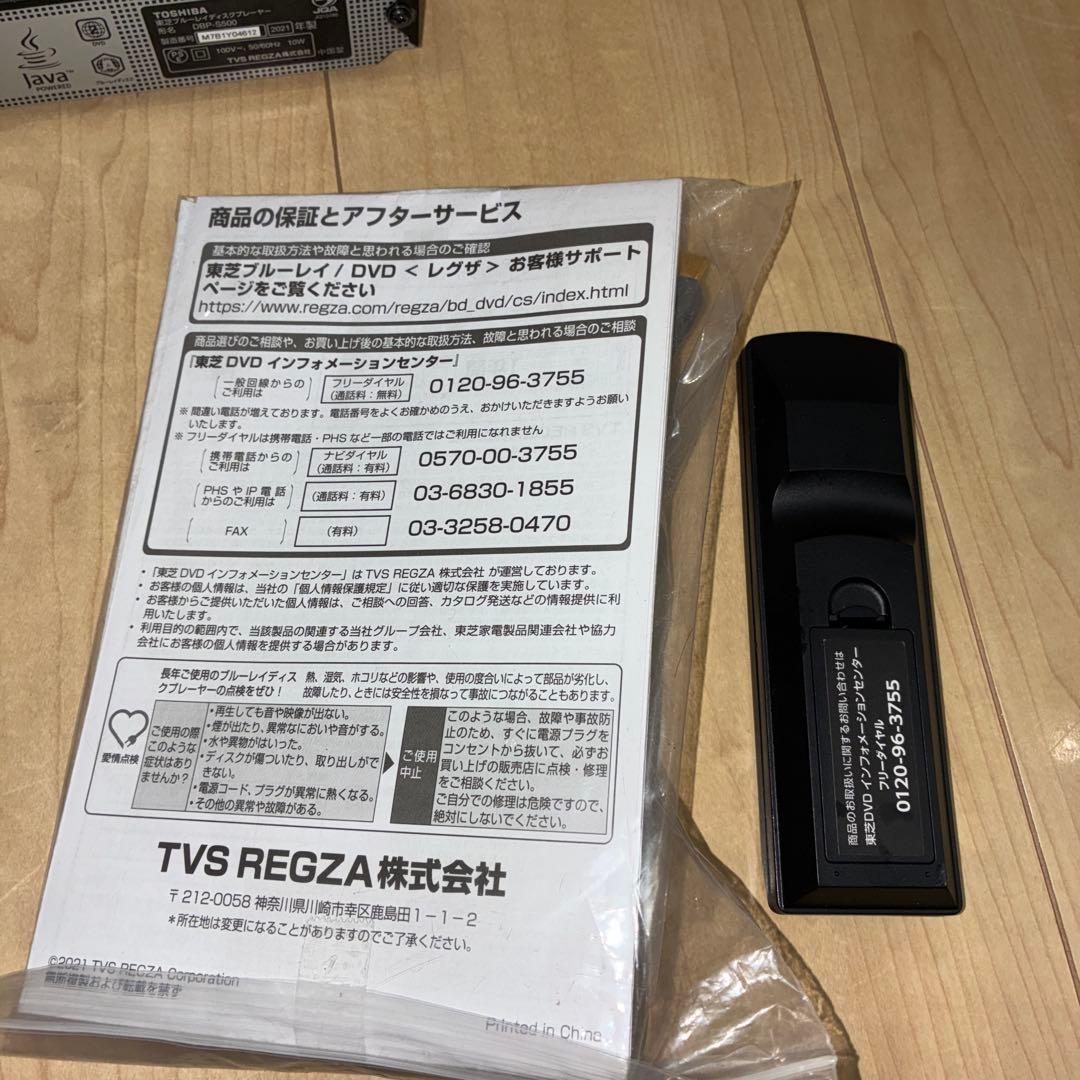 TOSHIBA
東芝ブルーレイディスクプレーヤー
形名 DBP-S500
製造番号 M7B1Y04612 2021年製
100V~, 50/60Hz 10W
TVS REGZA株式会社 中国製
JQA
DVD
Java
POWERED
ブルーレイディスク
商品の保証とアフターサービス
基本的な取扱方法や故障と思われる場合のご確認
東芝ブルーレイ / DVD < レグザ > お客様サポート
ページをご覧ください
https://www.regza.com/regza/bd_dvd/cs/index.html
商品選びのご相談や、お買い上げ後の基本的な取扱方法、故障と思われる場合のご相談
『東芝 DVD インフォメーションセンター』
一般回線からの
ご利用は
フリーダイヤル
(通話料：無料)
0120-96-3755
※ 間違い電話が増えております。電話番号をよくお確かめのうえ、おかけいただきますようお願い
いたします。
※ フリーダイヤルは携帯電話・PHS など一部の電話ではご利用になれません
携帯電話からの
ご利用は
ナビダイヤル
(通話料：有料)
0570-00-3755
PHS や IP 電話
からのご利用は
(通話料：有料)
03-6830-1855
FAX
(有料)
03-3258-0470
・「東芝 DVD インフォメーションセンター」は TVS REGZA 株式会社 が運営しております。
・お客様の個人情報は、当社の「個人情報保護規定」に従い適切な保護を実施しています。
・お客様からご提供いただいた個人情報は、ご相談への回答、カタログ発送などの情報提供に利
用いたします。
・利用目的の範囲内で、当該製品の関連する当社グループ会社、東芝家電製品関連会社や協力
会社にお客様の個人情報を提供する場合があります。
長年ご使用のブルーレイディス
クプレーヤーの点検をぜひ！
熱、湿気、ホコリなどの影響や、使用の度合いによって部品が劣化し、
故障したり、ときには安全性を損なって事故につながることもあります。
愛情点検
ご使用の際
このような
症状はあり
ませんか？
・再生しても音や映像が出ない。
・煙が出たり、異常なにおいや音がする。
・水や異物がはいった。
・ディスクが傷ついたり、取り出しがで
きない。
・電源コード、プラグが異常に熱くなる。
・その他の異常や故障がある。
ご使用
中止
このような場合、故障や事故防
止のため、すぐに電源プラグを
コンセントから抜いて、必ずお
買い上げの販売店に点検・修理
をご相談ください。
ご自分での修理は危険ですので、
絶対にしないでください。
TVS REGZA株式会社
〒212-0058 神奈川県川崎市幸区鹿島田1-1-2
*所在地は変更になることがありますのでご了承ください。
©2021 TVS REGZA Corporation
無断複製および転載を禁ず
Printed in China
商品のお取扱いに関するお問い合わせは
東芝DVDインフォメーションセンター
フリーダイヤル
0120-96-3755